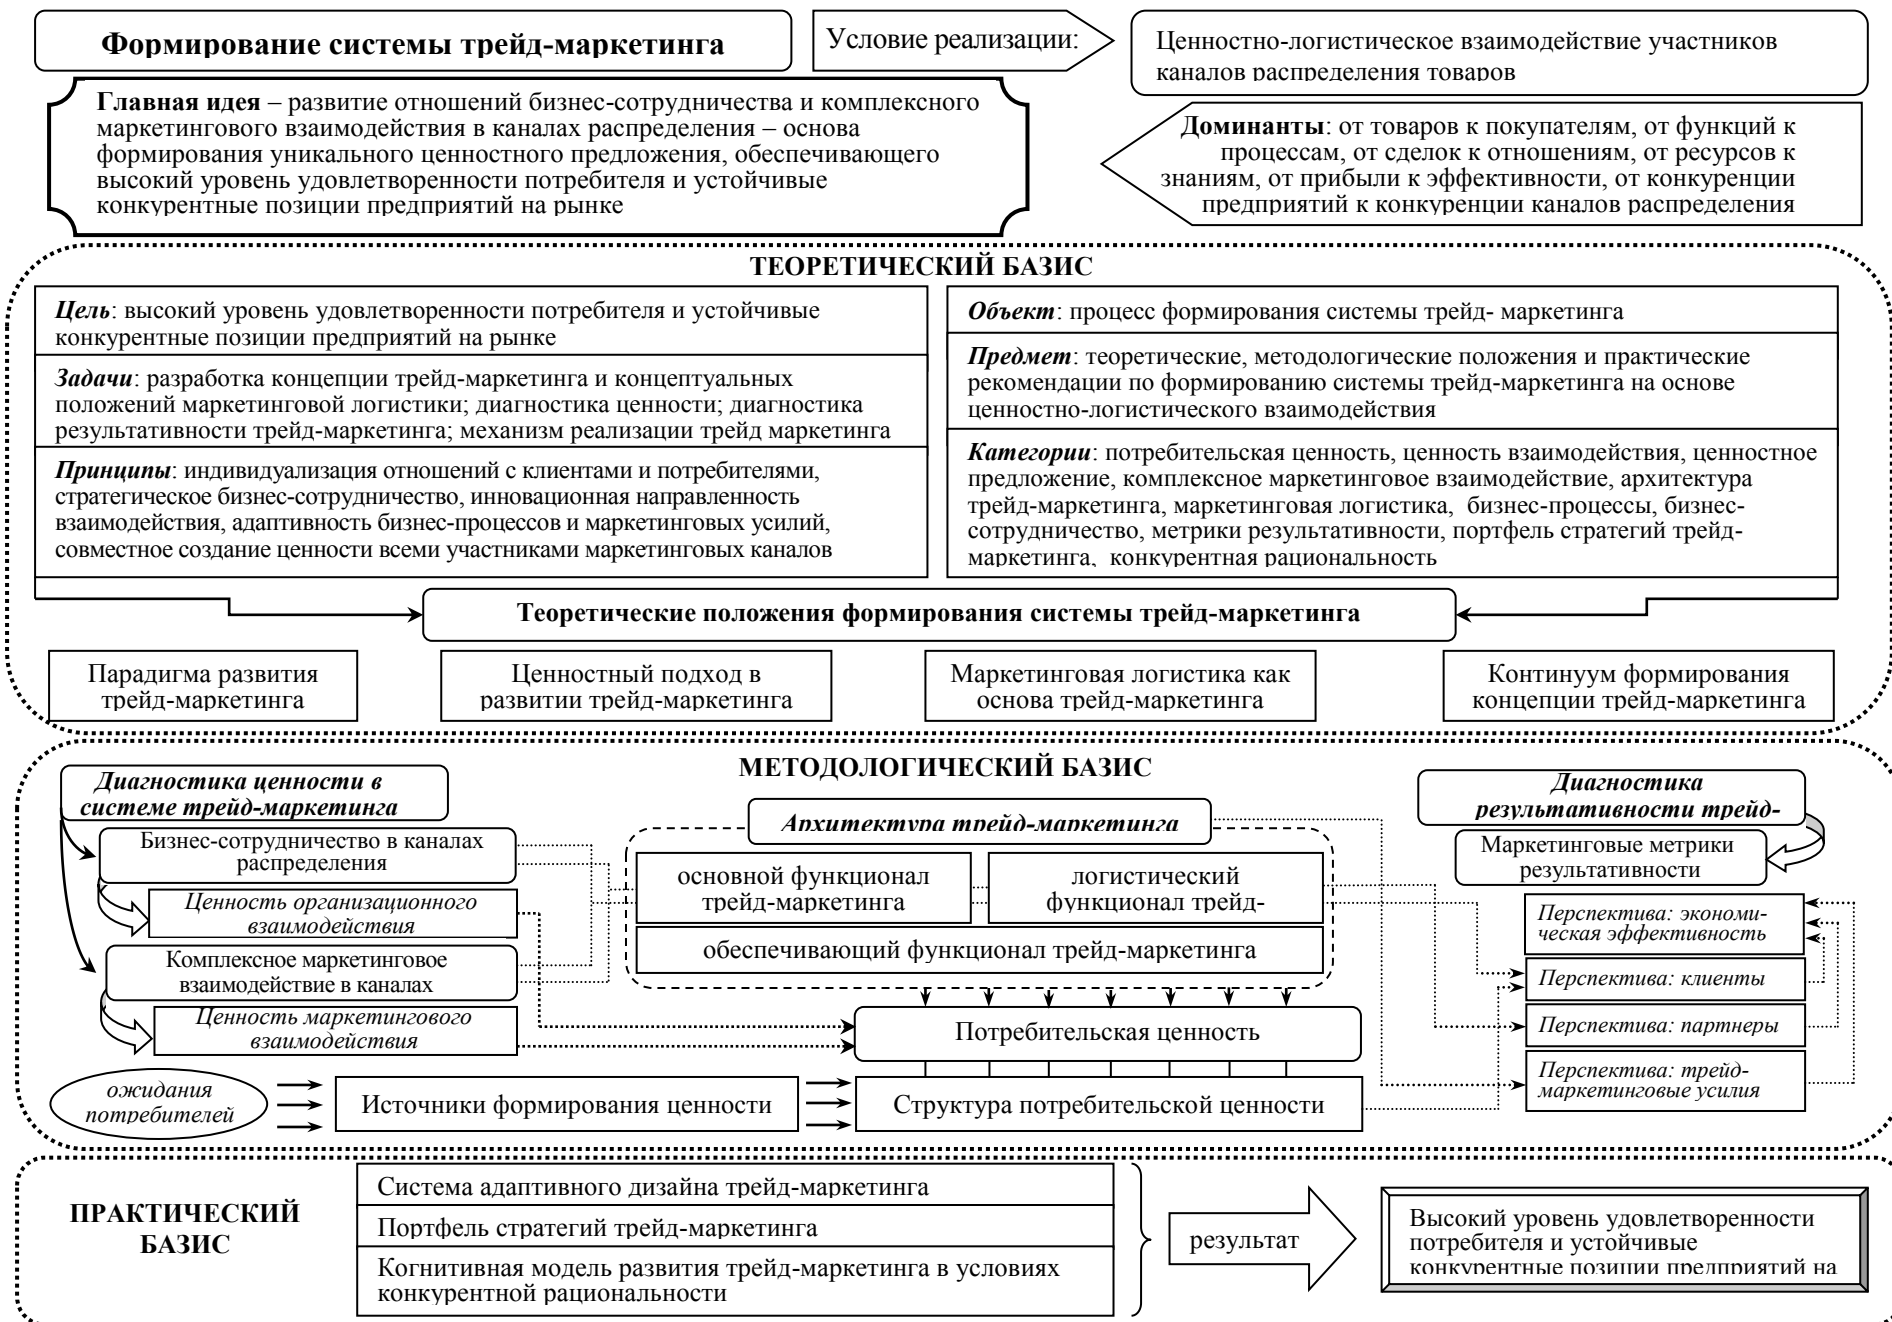 Формирование системы трейд-маркетинга
Условие реализации:
Ценностно-логистическое взаимодействие участников
каналов распределения товаров
Главная идея – развитие отношений бизнес-сотрудничества и комплексного
маркетингового взаимодействия в каналах распределения – основа
формирования уникального ценностного предложения, обеспечивающего
высокий уровень удовлетворенности потребителя и устойчивые
конкурентные позиции предприятий на рынке
Доминанты: от товаров к покупателям, от функций к
процессам, от сделок к отношениям, от ресурсов к
знаниям, от прибыли к эффективности, от конкуренции
предприятий к конкуренции каналов распределения
ТЕОРЕТИЧЕСКИЙ БАЗИС
Цель: высокий уровень удовлетворенности потребителя и устойчивые
конкурентные позиции предприятий на рынке
Задачи: разработка концепции трейд-маркетинга и концептуальных
положений маркетинговой логистики; диагностика ценности; диагностика
результативности трейд-маркетинга; механизм реализации трейд маркетинга
Принципы: индивидуализация отношений с клиентами и потребителями,
стратегическое бизнес-сотрудничество, инновационная направленность
взаимодействия, адаптивность бизнес-процессов и маркетинговых усилий,
совместное создание ценности всеми участниками маркетинговых каналов
Объект: процесс формирования системы трейд- маркетинга
Предмет: теоретические, методологические положения и практические
рекомендации по формированию системы трейд-маркетинга на основе
ценностно-логистического взаимодействия
Категории: потребительская ценность, ценность взаимодействия, ценностное
предложение, комплексное маркетинговое взаимодействие, архитектура
трейд-маркетинга, маркетинговая логистика, бизнес-процессы, бизнес-
сотрудничество, метрики результативности, портфель стратегий трейд-
маркетинга, конкурентная рациональность
Теоретические положения формирования системы трейд-маркетинга
Парадигма развития
трейд-маркетинга
Ценностный подход в
развитии трейд-маркетинга
Маркетинговая логистика как
основа трейд-маркетинга
Континуум формирования
концепции трейд-маркетинга
МЕТОДОЛОГИЧЕСКИЙ БАЗИС
Диагностика ценности в
системе трейд-маркетинга
Бизнес-сотрудничество в каналах
распределения
Ценность организационного
взаимодействия
Комплексное маркетинговое
взаимодействие в каналах
Ценность маркетингового
взаимодействия
Архитектура трейд-маркетинга
основной функционал
трейд-маркетинга
логистический
функционал трейд-
обеспечивающий функционал трейд-маркетинга
Потребительская ценность
ожидания
потребителей
Источники формирования ценности
Структура потребительской ценности
Диагностика
результативности трейд-
Маркетинговые метрики
результативности
Перспектива: экономи-
ческая эффективность
Перспектива: клиенты
Перспектива: партнеры
Перспектива: трейд-
маркетинговые усилия
ПРАКТИЧЕСКИЙ
БАЗИС
Система адаптивного дизайна трейд-маркетинга
Портфель стратегий трейд-маркетинга
Когнитивная модель развития трейд-маркетинга в условиях
конкурентной рациональности
результат
Высокий уровень удовлетворенности
потребителя и устойчивые
конкурентные позиции предприятий на